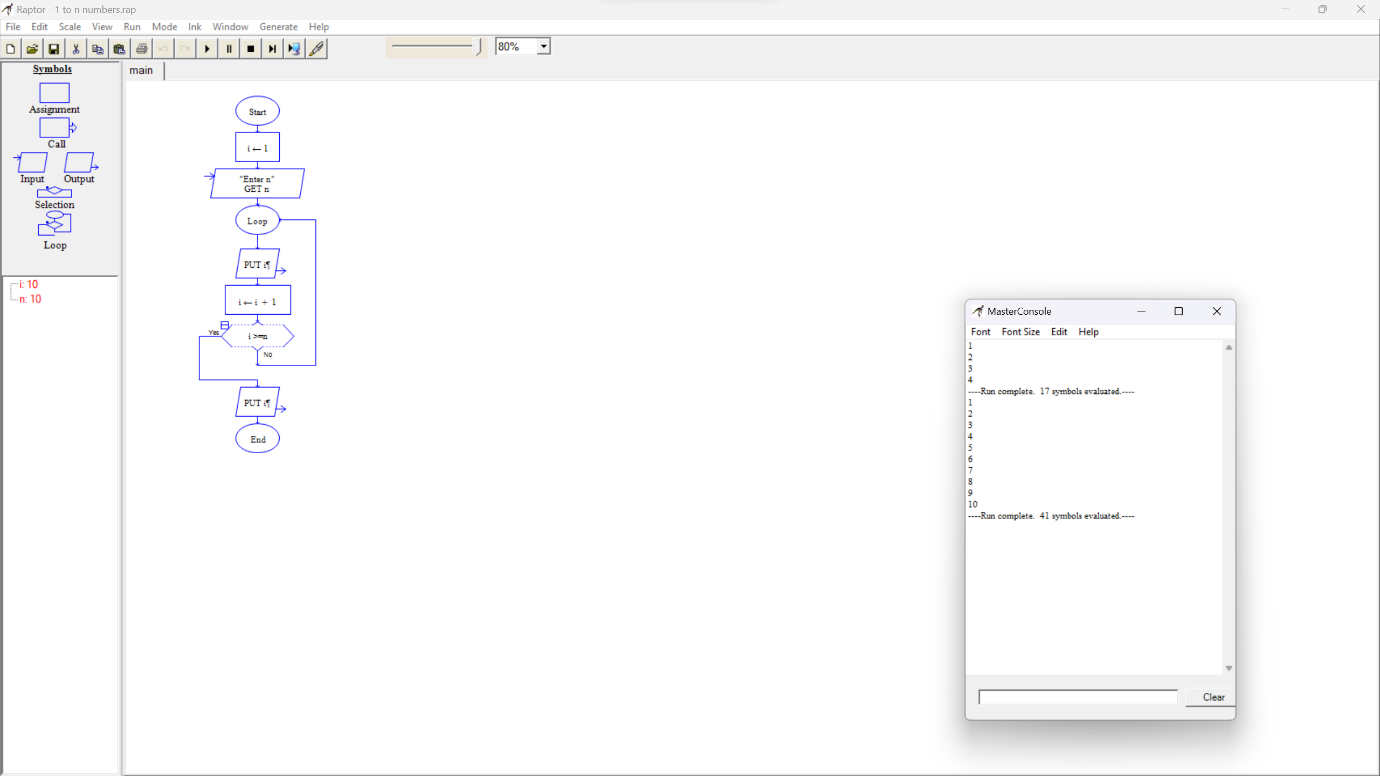 Raptor - 1 to n numbers.rap
File Edit Scale View Run Mode Ink Window Generate Help
80%
Symbols
Assignment
Call
Input Output
Selection
Loop
i: 10
n: 10
main
Start
i ← 1
"Enter n"
GET n
Loop
PUT i¶
i ← i + 1
i >=n
Yes
No
PUT i¶
End
MasterConsole
Font Font Size Edit Help
1
2
3
4
----Run complete. 17 symbols evaluated.----
1
2
3
4
5
6
7
8
9
10
----Run complete. 41 symbols evaluated.----
Clear